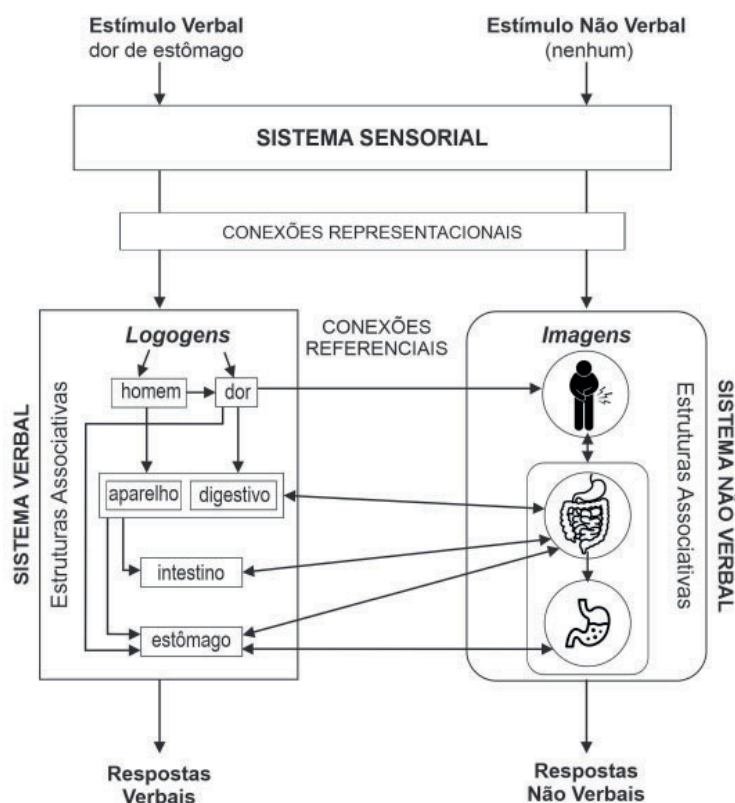 Estímulo Verbal
dor de estômago
Estímulo Não Verbal
(nenhum)
SISTEMA SENSORIAL
CONEXÕES REPRESENTACIONAIS
SISTEMA VERBAL
Estruturas Associativas
Logogens
homem
dor
aparelho
digestivo
intestino
estômago
CONEXÕES
REFERENCIAIS
Imagens
Estruturas Associativas
SISTEMA NÃO VERBAL
Respostas
Verbais
Respostas
Não Verbais